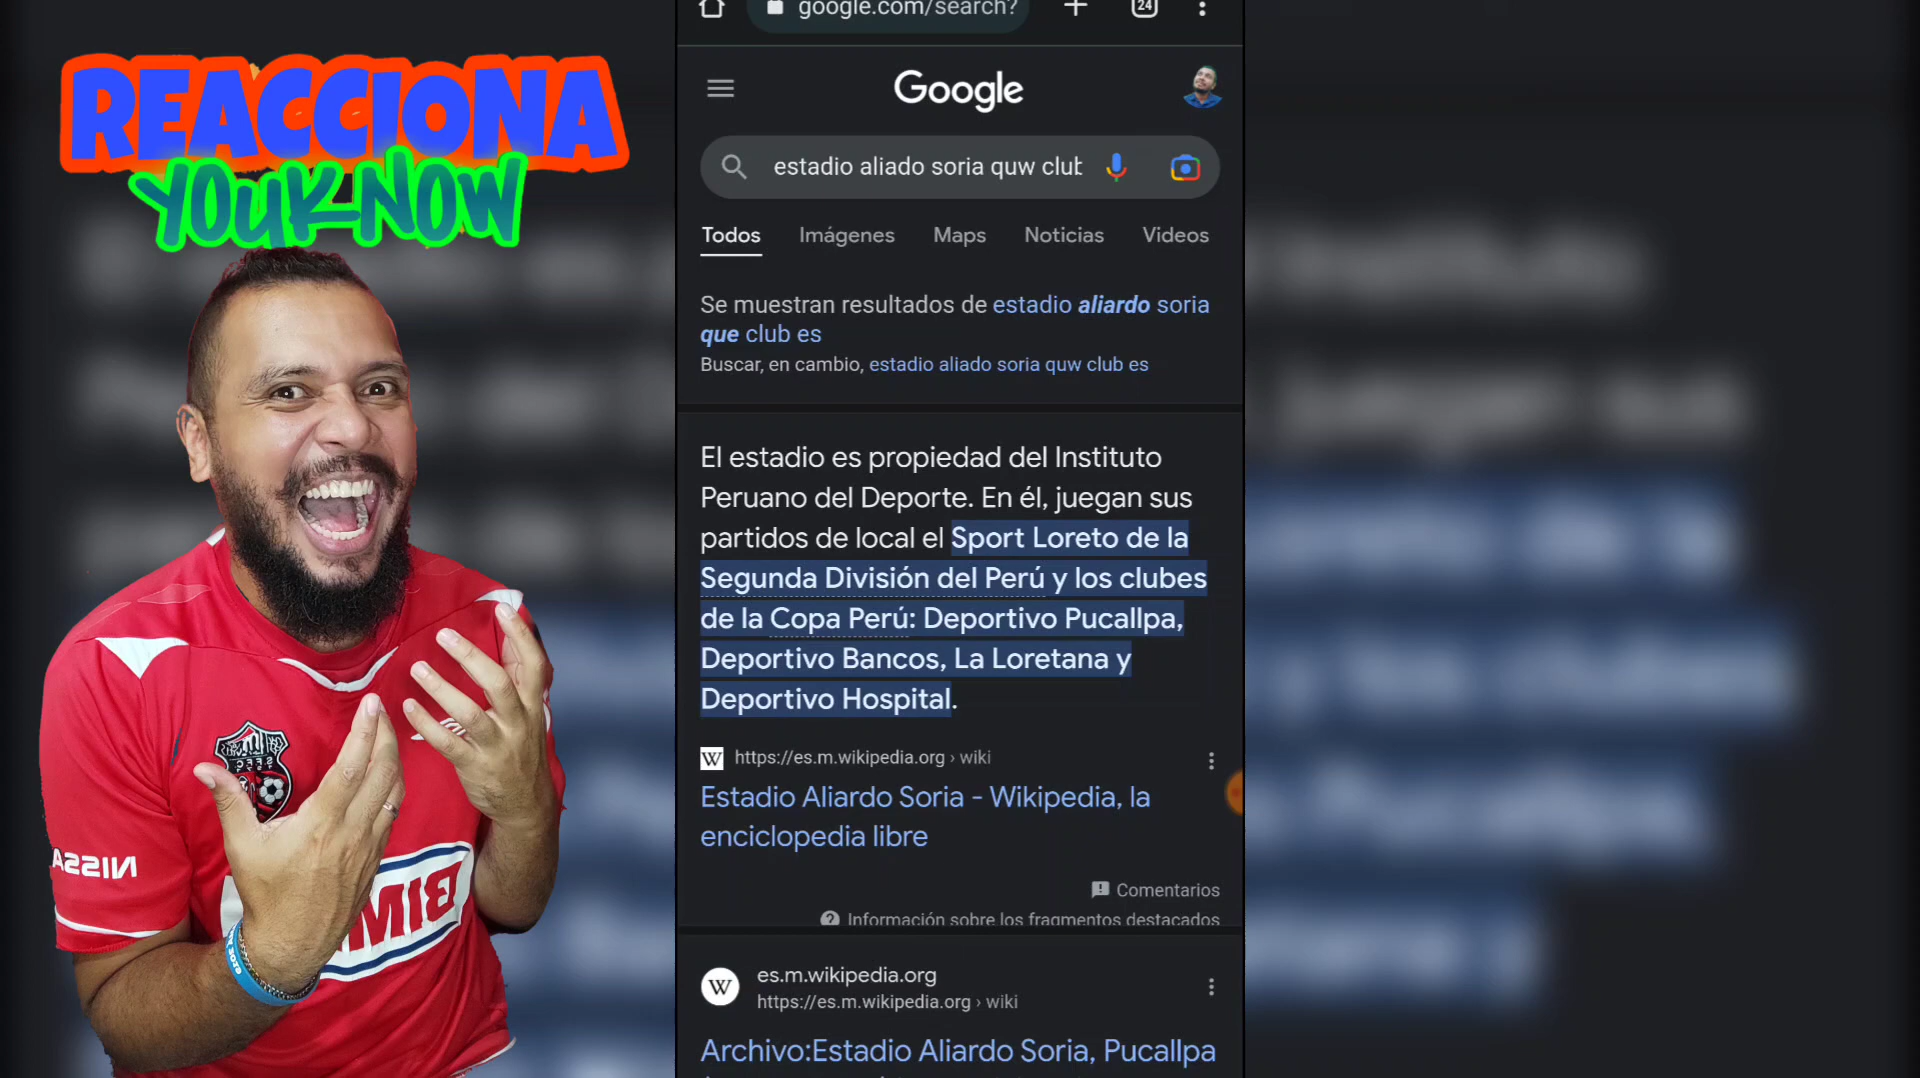 REACCIONA
YOUKNOW
google.com/search?
24
Google
estadio aliado soria quw club
Todos
Imágenes
Maps
Noticias
Videos
Se muestran resultados de estadio aliardo soria
que club es
Buscar, en cambio, estadio aliado soria quw club es
El estadio es propiedad del Instituto
Peruano del Deporte. En él, juegan sus
partidos de local el Sport Loreto de la
Segunda División del Perú y los clubes
de la Copa Perú: Deportivo Pucallpa,
Deportivo Bancos, La Loretana y
Deportivo Hospital.
https://es.m.wikipedia.org › wiki
Estadio Aliardo Soria - Wikipedia, la
enciclopedia libre
Comentarios
Información sobre los fragmentos destacados
W
es.m.wikipedia.org
https://es.m.wikipedia.org › wiki
Archivo:Estadio Aliardo Soria, Pucallpa